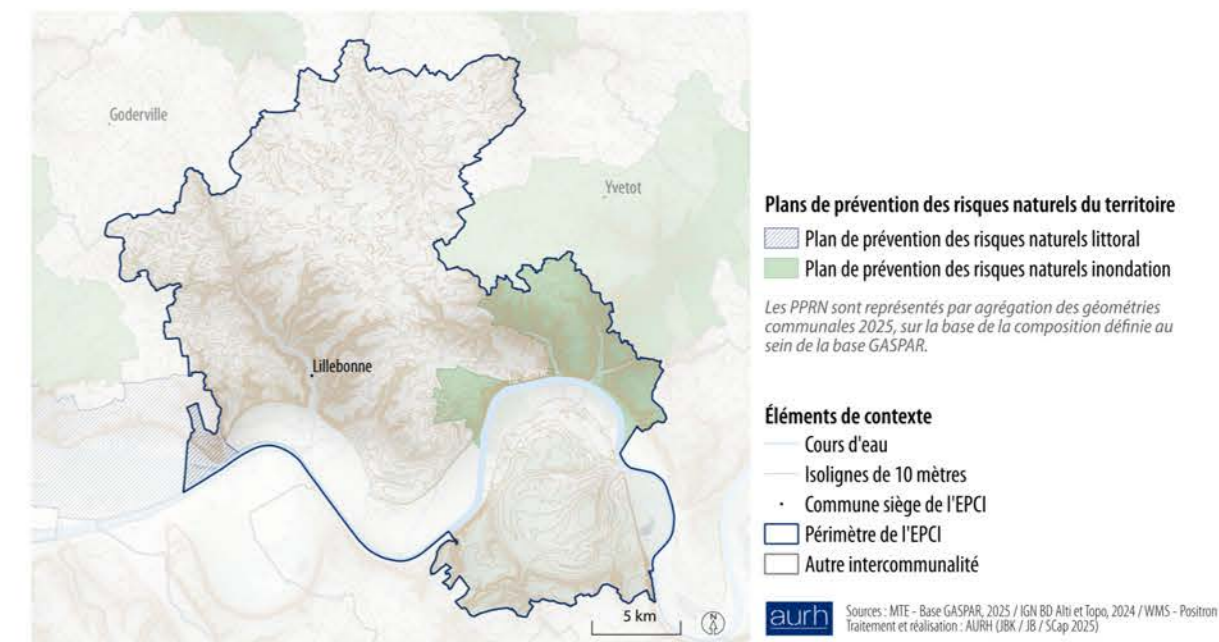 Goderville
Yvetot
Lillebonne
5 km
N
Plans de prévention des risques naturels du territoire
Plan de prévention des risques naturels littoral
Plan de prévention des risques naturels inondation
Les PPRN sont représentés par agrégation des géométries
communales 2025, sur la base de la composition définie au
sein de la base GASPAR.
Éléments de contexte
Cours d'eau
Isolignes de 10 mètres
Commune siège de l'EPCI
Périmètre de l'EPCI
Autre intercommunalité
aurh
Sources : MTE - Base GASPAR, 2025 / IGN BD Alti et Topo, 2024 / WMS - Positron
Traitement et réalisation : AURH (JBK / JB / SCap 2025)